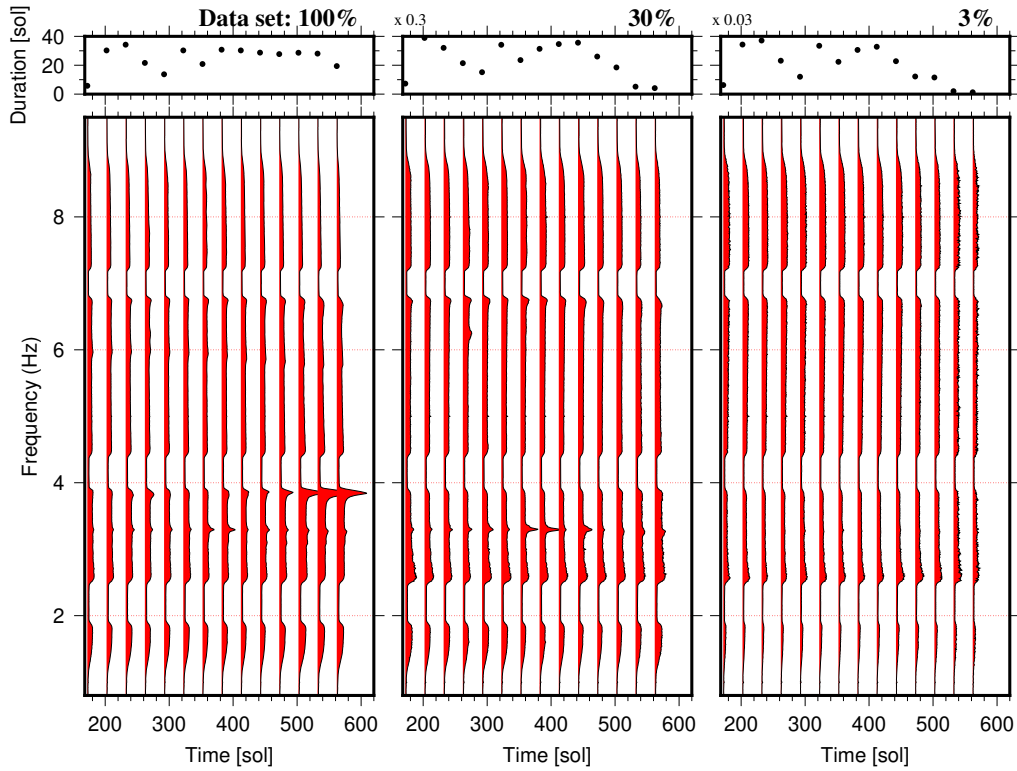 Data set: 100%
x 0.3
30%
x 0.03
3%
Duration [sol]
40
20
0
Frequency (Hz)
8
6
4
2
200 300 400 500 600
200 300 400 500 600
200 300 400 500 600
Time [sol]
Time [sol]
Time [sol]